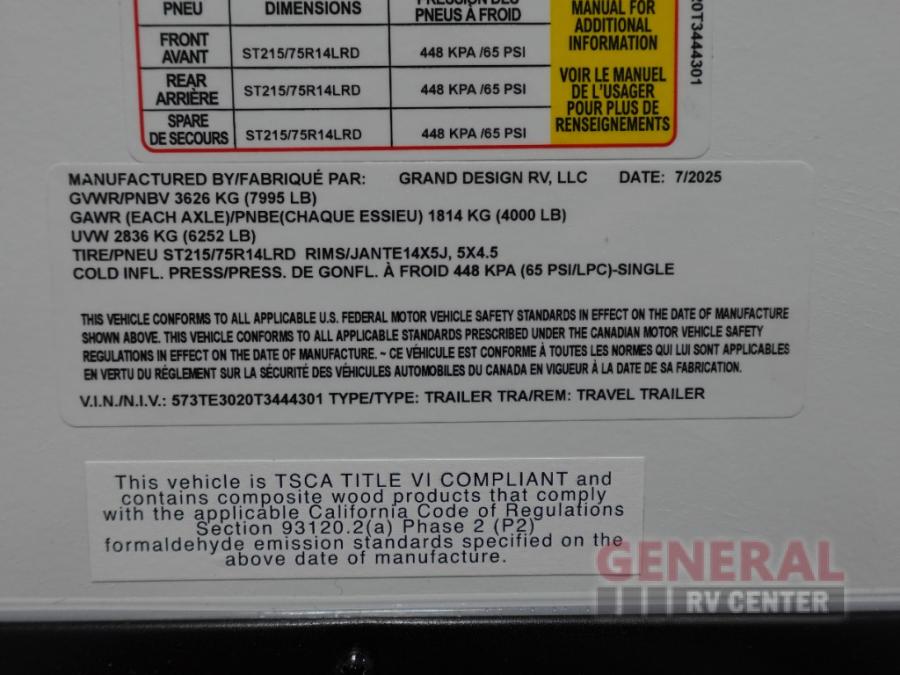 PNEU DIMENSIONS PRESSION DES
PNEUS À FROID
FRONT
AVANT ST215/75R14LRD 448 KPA /65 PSI
REAR
ARRIÈRE ST215/75R14LRD 448 KPA /65 PSI
SPARE
DE SECOURS ST215/75R14LRD 448 KPA /65 PSI
MANUAL FOR
ADDITIONAL
INFORMATION
VOIR LE MANUEL
DE L'USAGER
POUR PLUS DE
RENSEIGNEMENTS
20T3444301
MANUFACTURED BY/FABRIQUÉ PAR: GRAND DESIGN RV, LLC DATE: 7/2025
GVWR/PNBV 3626 KG (7995 LB)
GAWR (EACH AXLE)/PNBE(CHAQUE ESSIEU) 1814 KG (4000 LB)
UVW 2836 KG (6252 LB)
TIRE/PNEU ST215/75R14LRD RIMS/JANTE14X5J, 5X4.5
COLD INFL. PRESS/PRESS. DE GONFL. À FROID 448 KPA (65 PSI/LPC)-SINGLE
THIS VEHICLE CONFORMS TO ALL APPLICABLE U.S. FEDERAL MOTOR VEHICLE SAFETY STANDARDS IN EFFECT ON THE DATE OF MANUFACTURE
SHOWN ABOVE. THIS VEHICLE CONFORMS TO ALL APPLICABLE STANDARDS PRESCRIBED UNDER THE CANADIAN MOTOR VEHICLE SAFETY
REGULATIONS IN EFFECT ON THE DATE OF MANUFACTURE. ~ CE VÉHICULE EST CONFORME À TOUTES LES NORMES QUI LUI SONT APPLICABLES
EN VERTU DU RÉGLEMENT SUR LA SÉCURITÉ DES VÉHICULES AUTOMOBILES DU CANADA EN VIGUEUR À LA DATE DE SA FABRICATION.
V.I.N./N.I.V.: 573TE3020T3444301 TYPE/TYPE: TRAILER TRA/REM: TRAVEL TRAILER
This vehicle is TSCA TITLE VI COMPLIANT and
contains composite wood products that comply
with the applicable California Code of Regulations
Section 93120.2(a) Phase 2 (P2)
formaldehyde emission standards specified on the
above date of manufacture.
GENERAL
RV CENTER